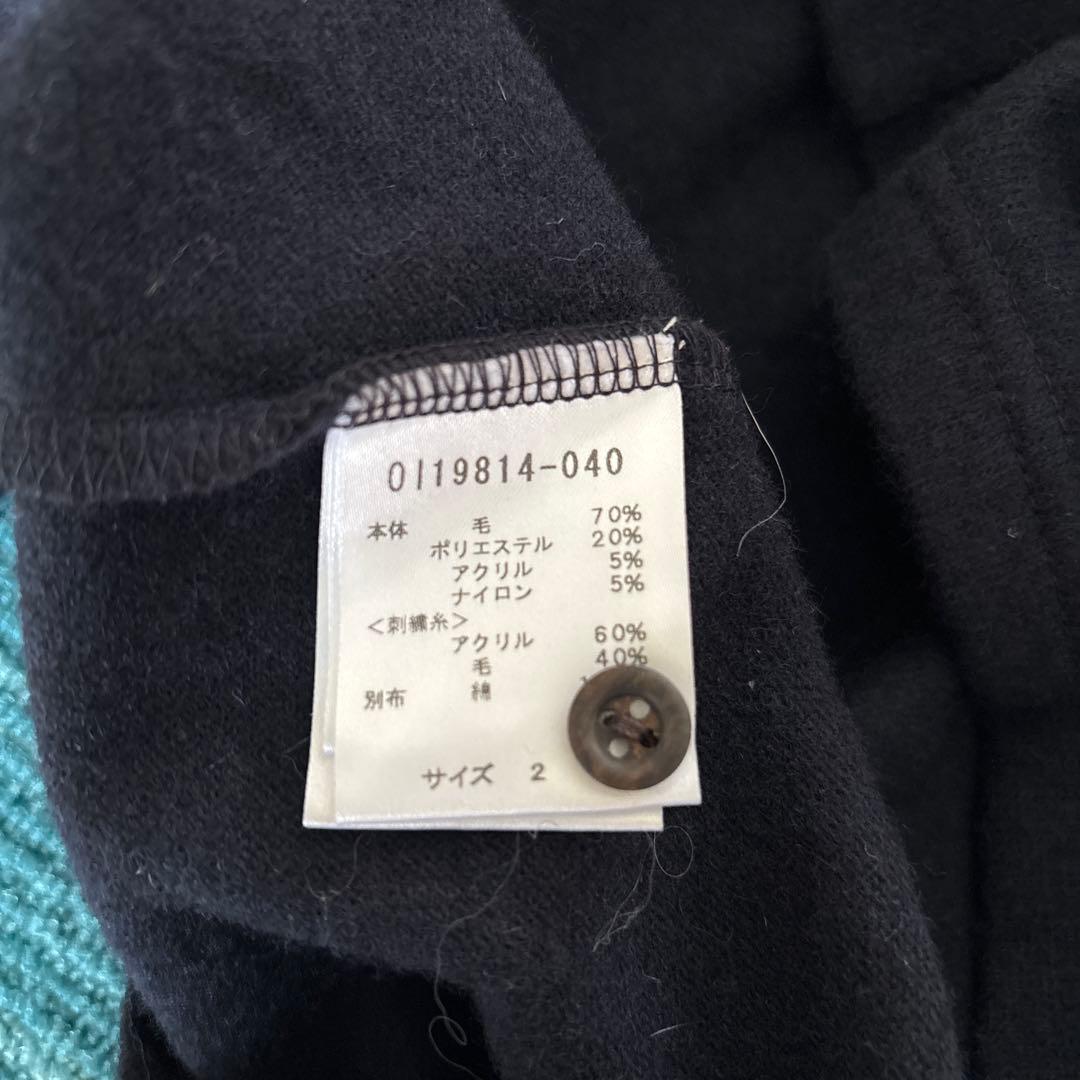 0119814-040
本体 毛 70%
ポリエステル 20%
アクリル 5%
ナイロン 5%
<刺繍糸>
アクリル 60%
毛 40%
別布 綿
サイズ 2